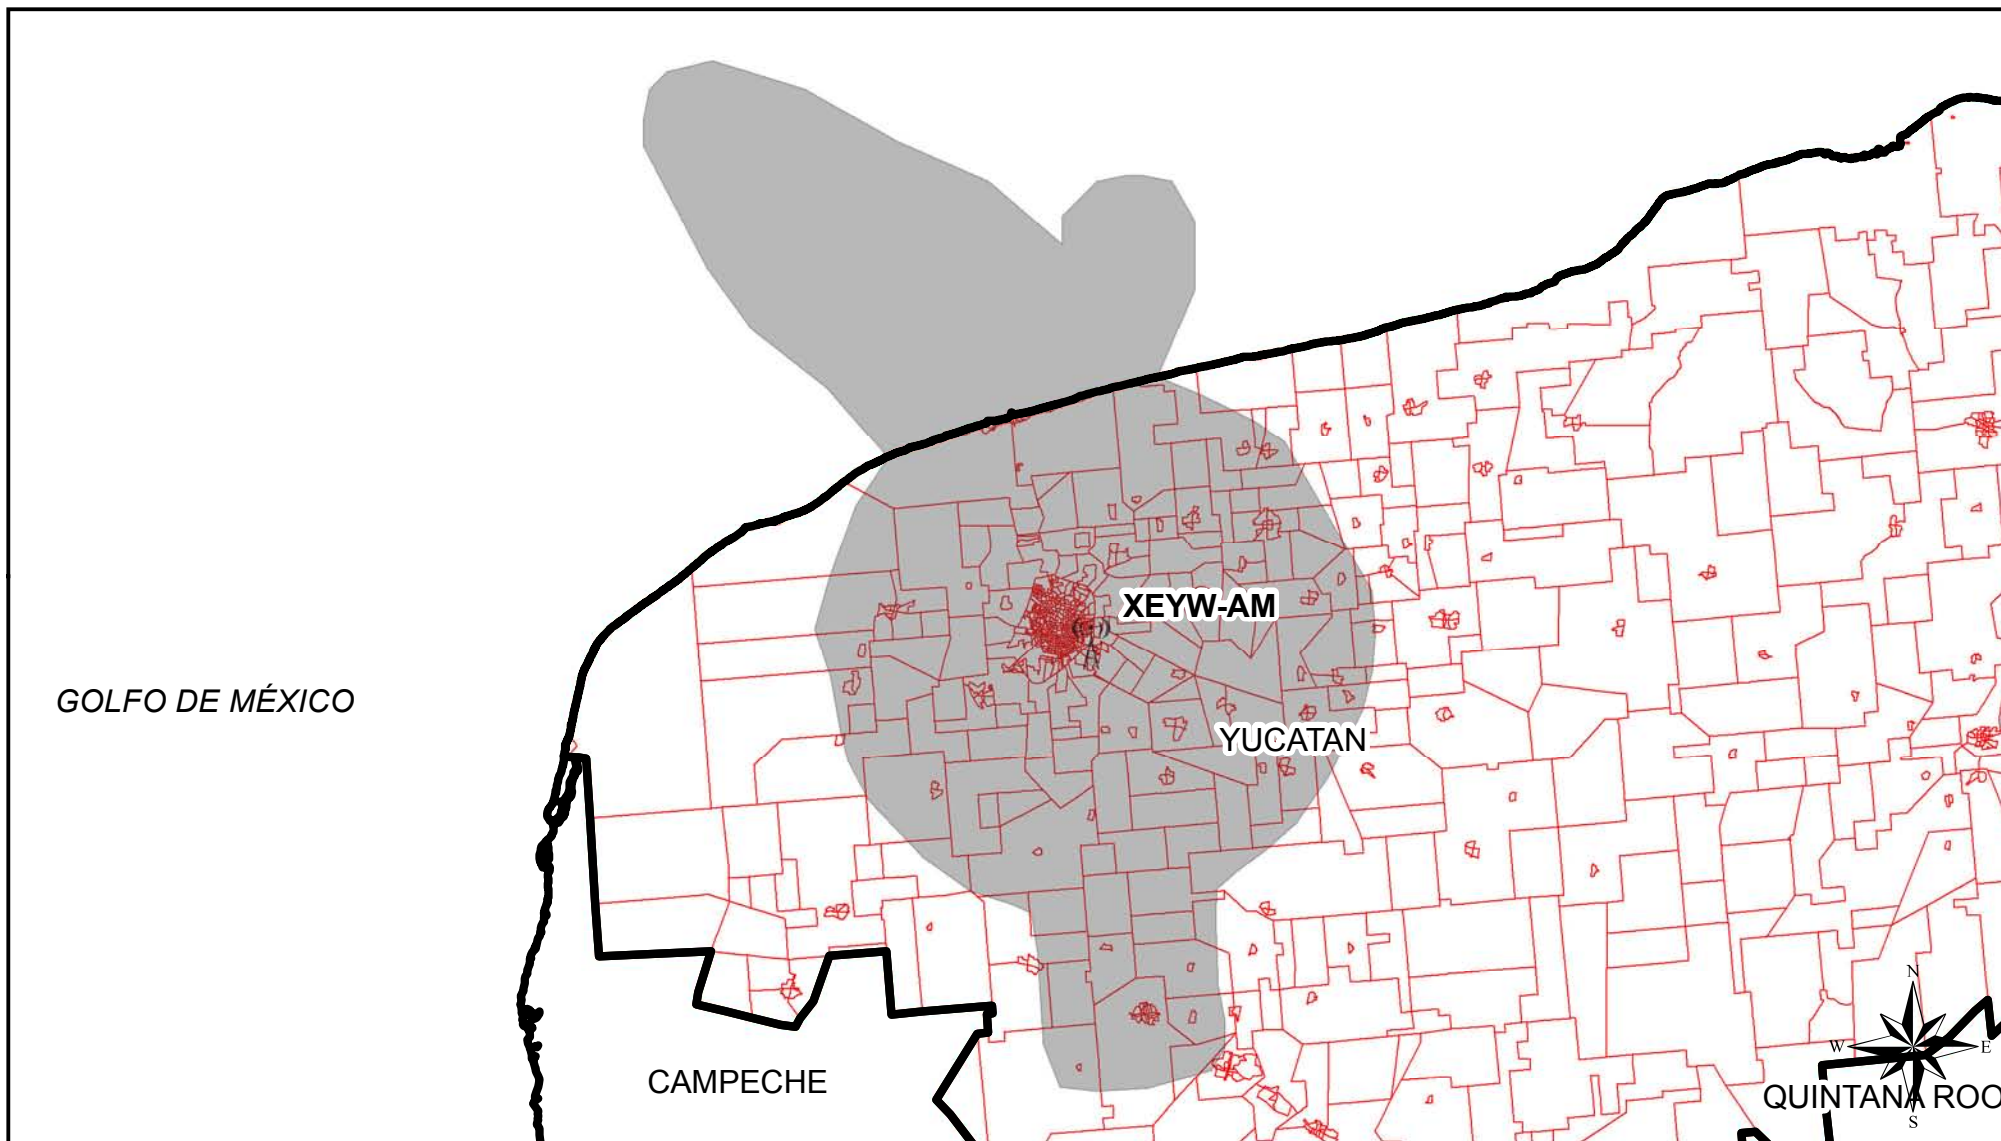 N
W E
S
XEYW-AM
GOLFO DE MÉXICO
YUCATAN
CAMPECHE
QUINTANA ROO